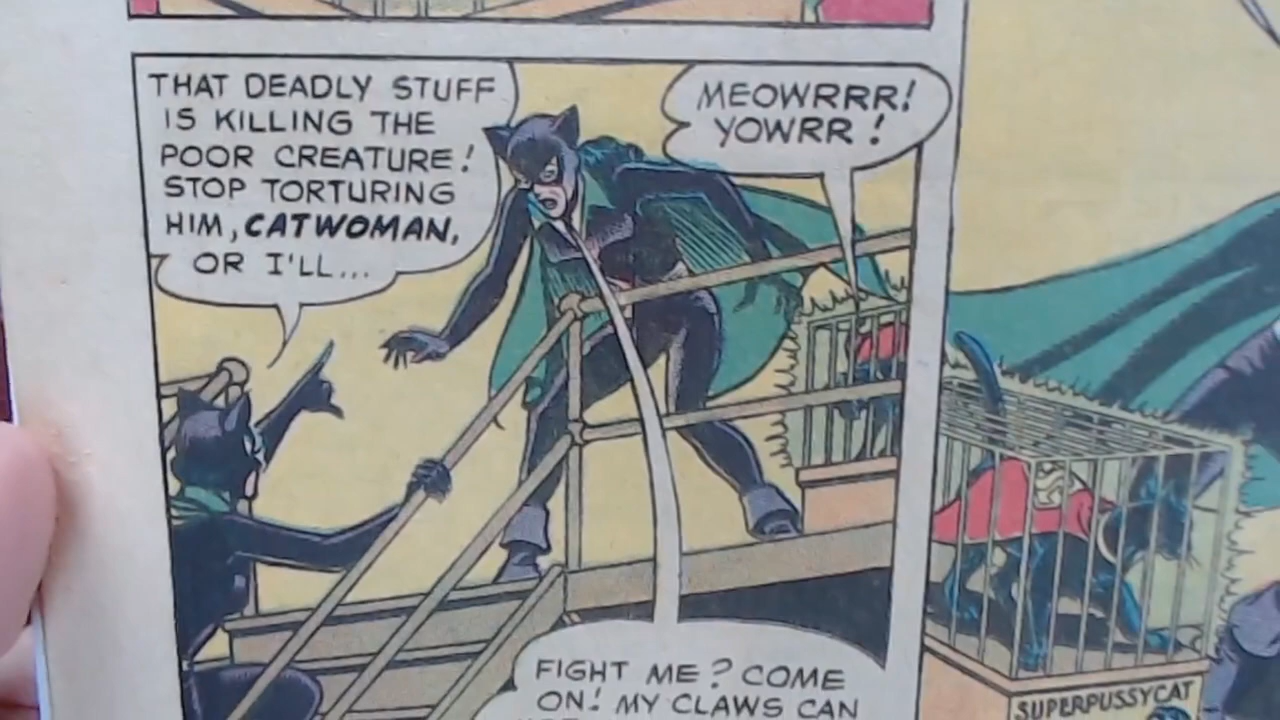 THAT DEADLY STUFF
IS KILLING THE
POOR CREATURE!
STOP TORTURING
HIM, CATWOMAN,
OR I'LL...
MEOWRRR!
YOWRR!
FIGHT ME? COME
ON! MY CLAWS CAN
SUPERPUSSYCAT